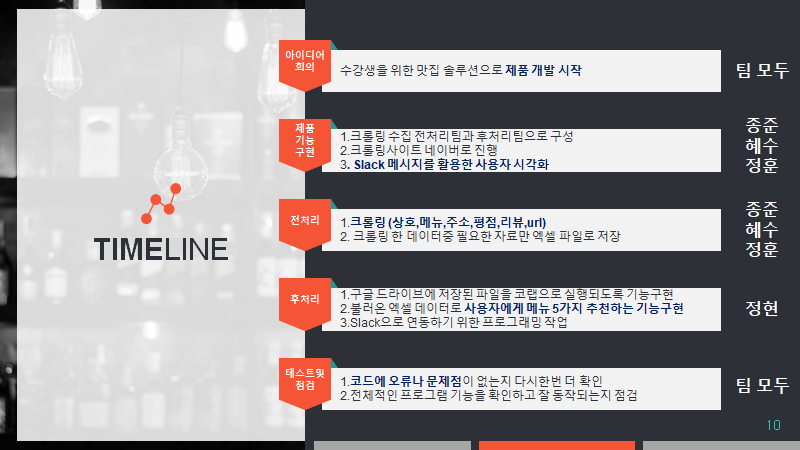 TIMELINE
아이디어
회의
수강생을 위한 맛집 솔루션으로 제품 개발 시작
팀 모두
제품
기능
구현
1.크롤링 수집 전처리팀과 후처리팀으로 구성
2.크롤링사이트 네이버로 진행
3. Slack 메시지를 활용한 사용자 시각화
종준
혜수
정훈
전처리
1.크롤링 (상호,메뉴,주소,평점,리뷰,url)
2. 크롤링 한 데이터중 필요한 자료만 엑셀 파일로 저장
종준
혜수
정훈
후처리
1.구글 드라이브에 저장된 파일을 코랩으로 실행되도록 기능구현
2.불러온 엑셀 데이터로 사용자에게 메뉴 5가지 추천하는 기능구현
3.Slack으로 연동하기 위한 프로그래밍 작업
정현
테스트및
점검
1.코드에 오류나 문제점이 없는지 다시한번 더 확인
2.전체적인 프로그램 기능을 확인하고 잘 동작되는지 점검
팀 모두
10